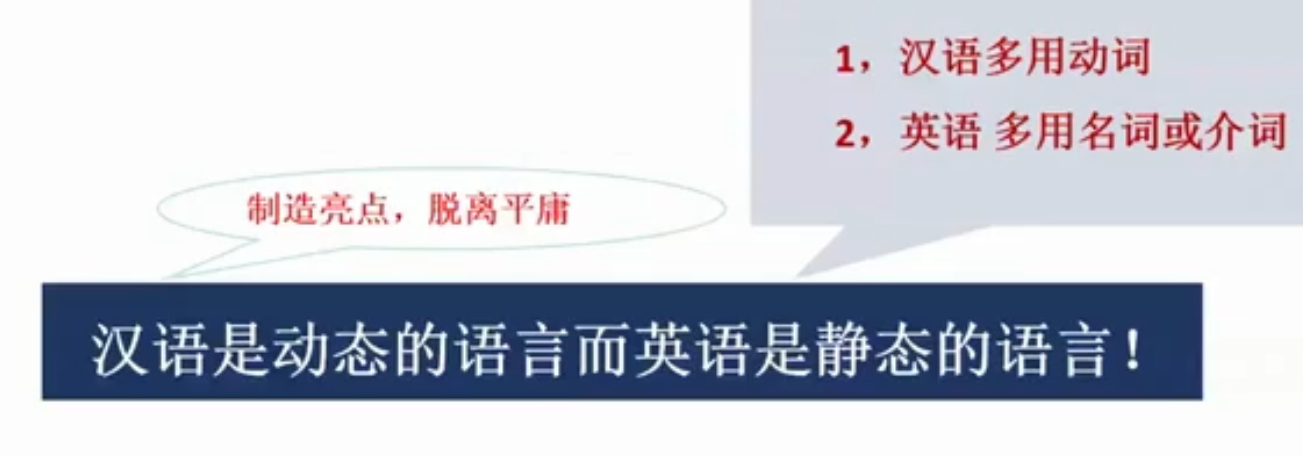 1，汉语多用动词
2，英语 多用名词或介词
制造亮点，脱离平庸
汉语是动态的语言而英语是静态的语言！